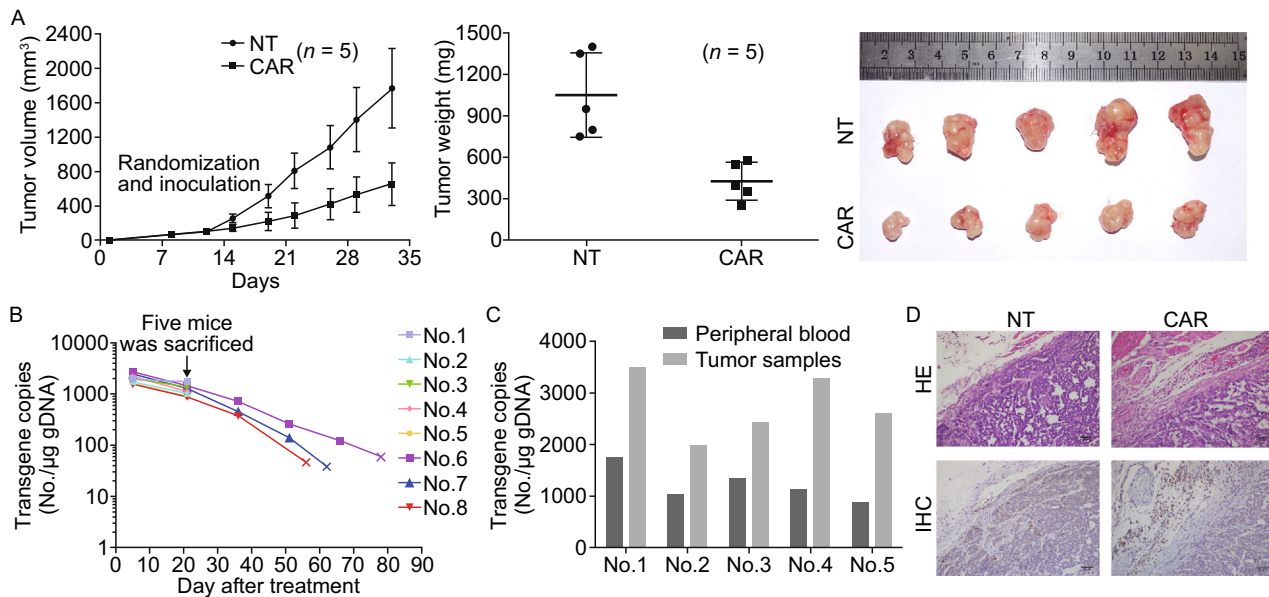 A
Tumor volume (mm³)
2400
2000
1600
1200
800
400
0
NT
CAR
(n = 5)
Randomization
and inoculation
0 7 14 21 28 35
Days
Tumor weight (mg)
1500
1200
900
600
300
0
(n = 5)
NT CAR
2 3 4 5 6 7 8 9 10 11 12 13 14 15
NT
CAR
B
Five mice
was sacrificed
Transgene copies
(No./µg gDNA)
10000
1000
100
10
1
0 10 20 30 40 50 60 70 80 90
Day after treatment
No.1
No.2
No.3
No.4
No.5
No.6
No.7
No.8
C
Transgene copies
(No./µg gDNA)
4000
3000
2000
1000
0
Peripheral blood
Tumor samples
No.1 No.2 No.3 No.4 No.5
D
NT CAR
HE
IHC